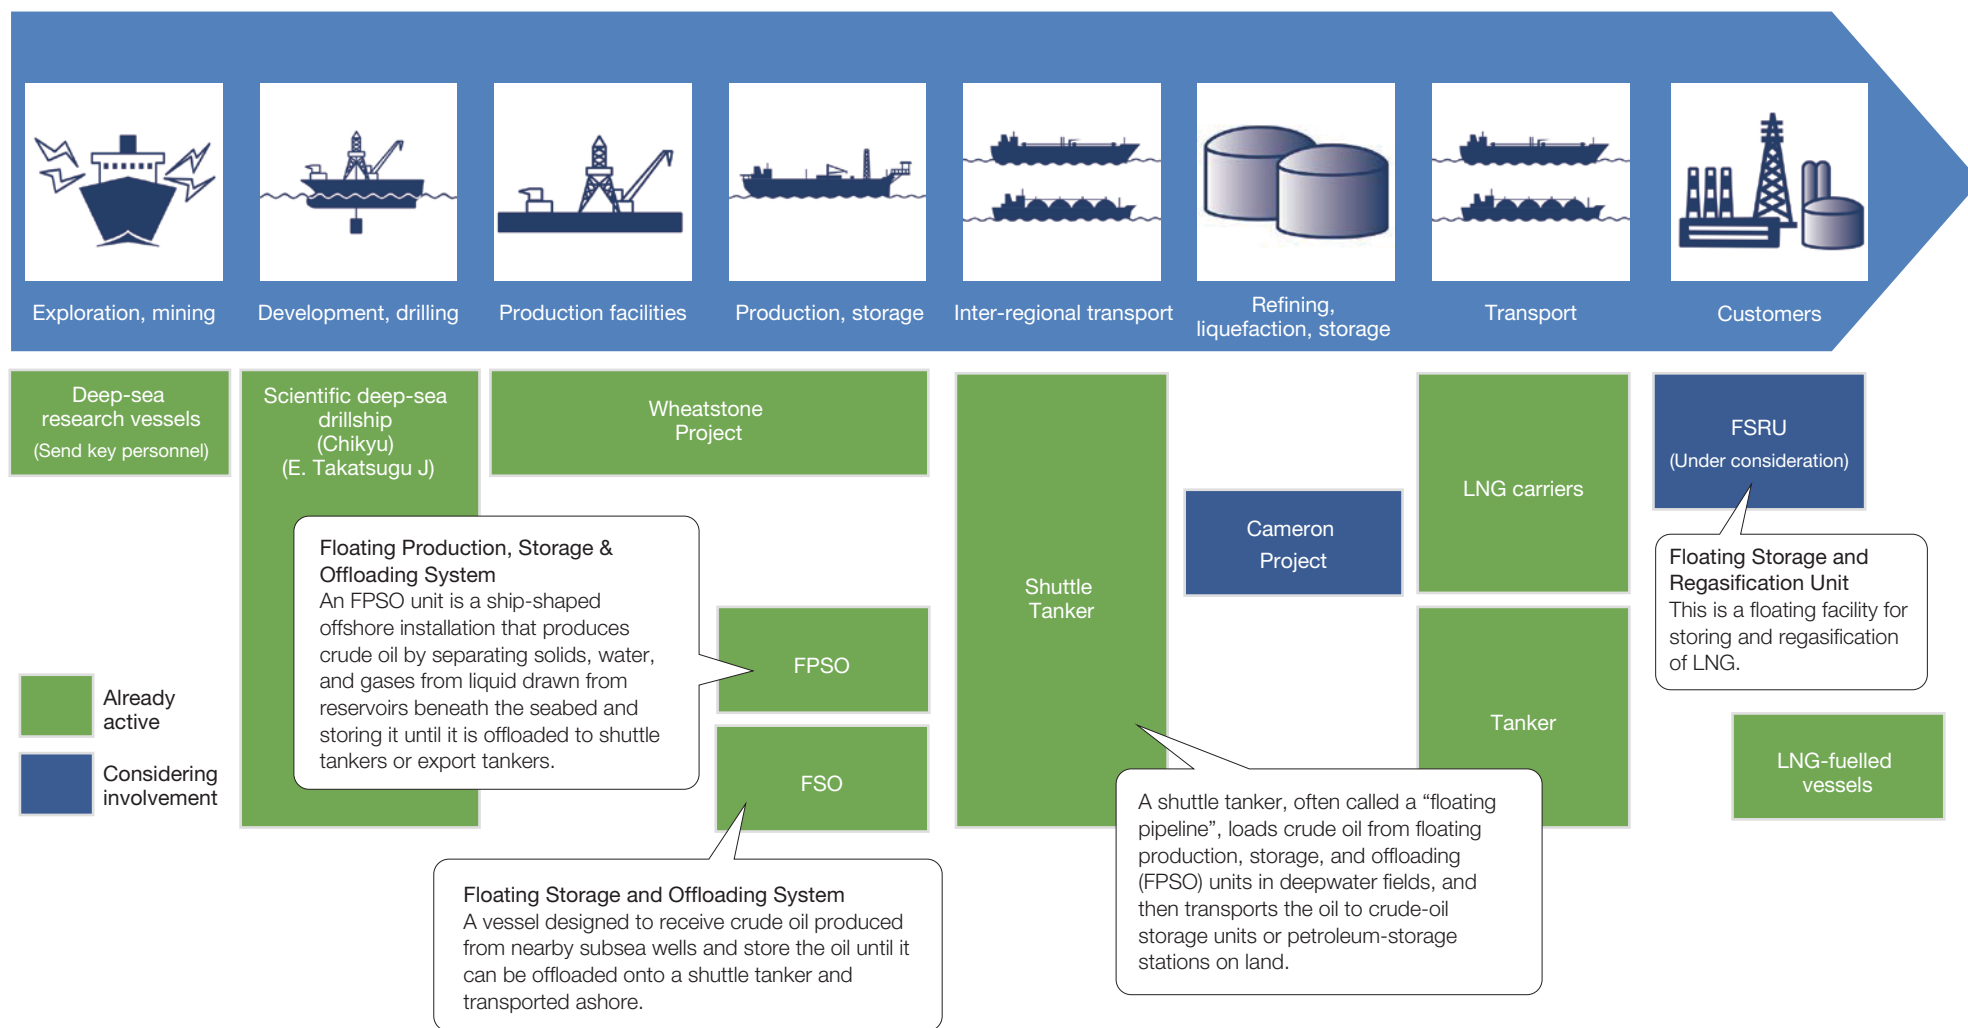 Exploration, mining
Development, drilling
Production facilities
Production, storage
Inter-regional transport
Refining,
liquefaction, storage
Transport
Customers
Deep-sea
research vessels
(Send key personnel)
Scientific deep-sea
drillship
(Chikyu)
(E. Takatsugu J)
Wheatstone
Project
Floating Production, Storage &
Offloading System
An FPSO unit is a ship-shaped
offshore installation that produces
crude oil by separating solids, water,
and gases from liquid drawn from
reservoirs beneath the seabed and
storing it until it is offloaded to shuttle
tankers or export tankers.
FPSO
FSO
Floating Storage and Offloading System
A vessel designed to receive crude oil produced
from nearby subsea wells and store the oil until it
can be offloaded onto a shuttle tanker and
transported ashore.
Shuttle
Tanker
A shuttle tanker, often called a “floating
pipeline”, loads crude oil from floating
production, storage, and offloading
(FPSO) units in deepwater fields, and
then transports the oil to crude-oil
storage units or petroleum-storage
stations on land.
Cameron
Project
LNG carriers
Tanker
FSRU
(Under consideration)
Floating Storage and
Regasification Unit
This is a floating facility for
storing and regasification
of LNG.
LNG-fuelled
vessels
Already
active
Considering
involvement